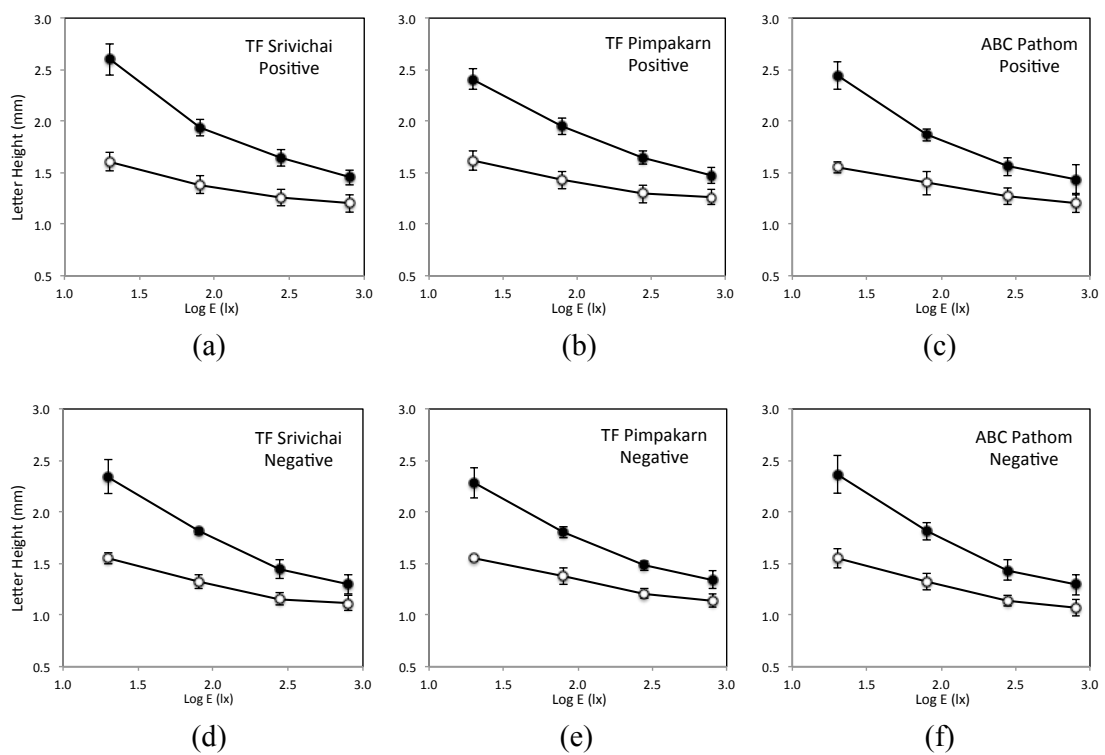 3.0
2.5
2.0
1.5
1.0
0.5
Letter Height (mm)
TF Srivichai
Positive
1.0 1.5 2.0 2.5 3.0
Log E (lx)
(a)
3.0
2.5
2.0
1.5
1.0
0.5
TF Pimpakarn
Positive
1.0 1.5 2.0 2.5 3.0
Log E (lx)
(b)
3.0
2.5
2.0
1.5
1.0
0.5
ABC Pathom
Positive
1.0 1.5 2.0 2.5 3.0
Log E (lx)
(c)
3.0
2.5
2.0
1.5
1.0
0.5
Letter Height (mm)
TF Srivichai
Negative
1.0 1.5 2.0 2.5 3.0
Log E (lx)
(d)
3.0
2.5
2.0
1.5
1.0
0.5
TF Pimpakarn
Negative
1.0 1.5 2.0 2.5 3.0
Log E (lx)
(e)
3.0
2.5
2.0
1.5
1.0
0.5
ABC Pathom
Negative
1.0 1.5 2.0 2.5 3.0
Log E (lx)
(f)